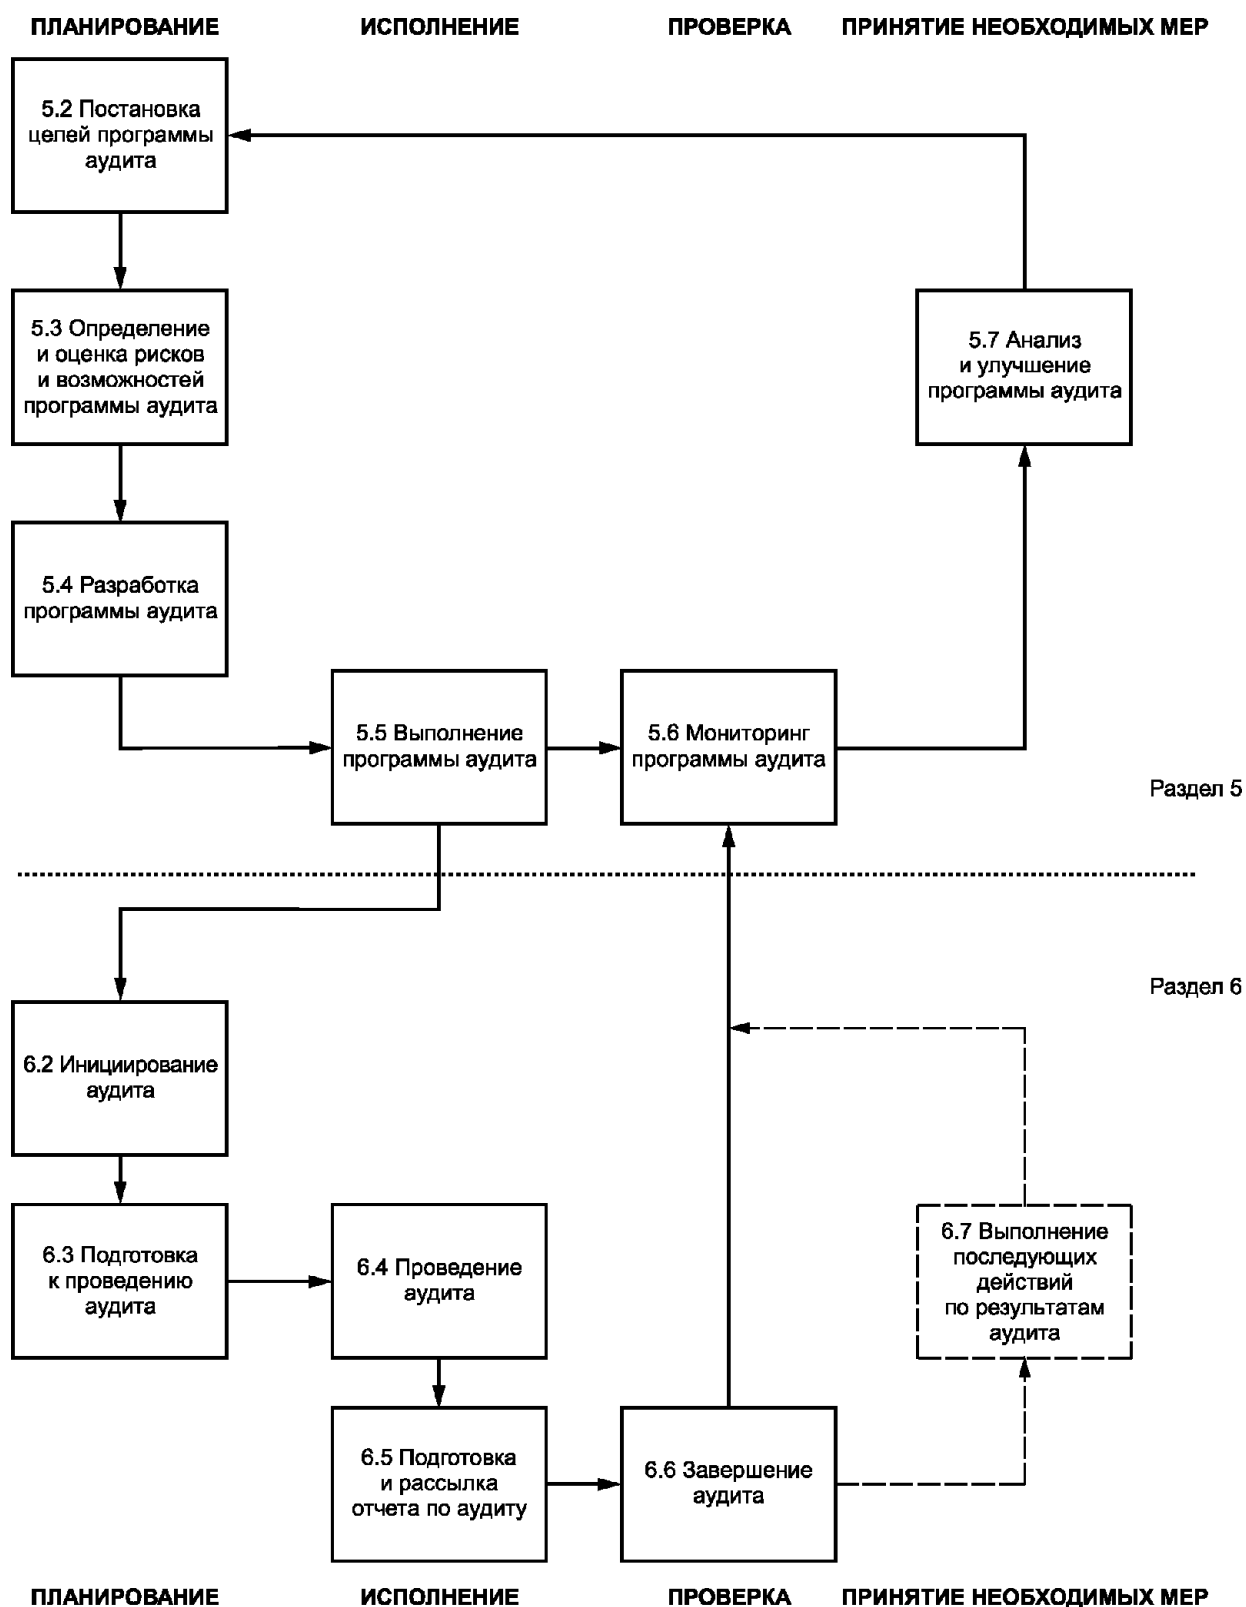 ПЛАНИРОВАНИЕ
ИСПОЛНЕНИЕ
ПРОВЕРКА
ПРИНЯТИЕ НЕОБХОДИМЫХ МЕР
5.2 Постановка
целей программы
аудита
5.3 Определение
и оценка рисков
и возможностей
программы аудита
5.7 Анализ
и улучшение
программы аудита
5.4 Разработка
программы аудита
5.5 Выполнение
программы аудита
5.6 Мониторинг
программы аудита
Раздел 5
Раздел 6
6.2 Инициирование
аудита
6.3 Подготовка
к проведению
аудита
6.4 Проведение
аудита
6.7 Выполнение
последующих
действий
по результатам
аудита
6.5 Подготовка
и рассылка
отчета по аудиту
6.6 Завершение
аудита
ПЛАНИРОВАНИЕ
ИСПОЛНЕНИЕ
ПРОВЕРКА
ПРИНЯТИЕ НЕОБХОДИМЫХ МЕР